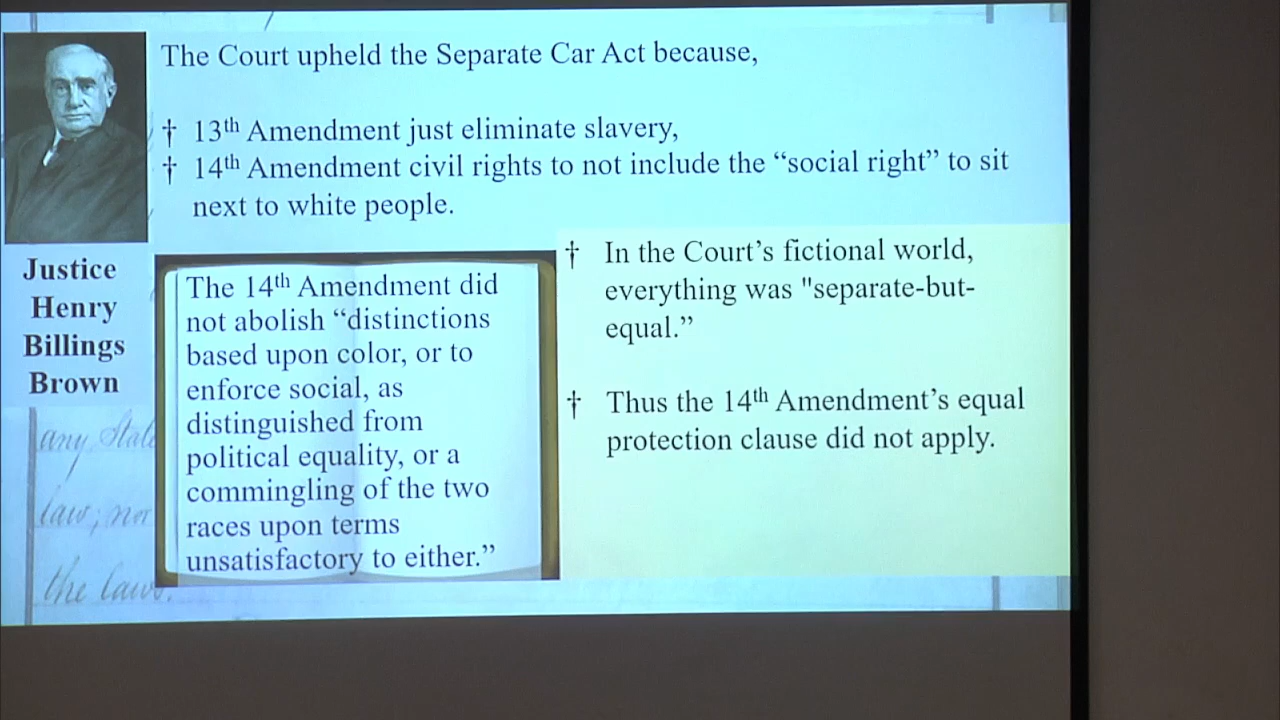 The Court upheld the Separate Car Act because,
† 13th Amendment just eliminate slavery,
† 14th Amendment civil rights to not include the “social right” to sit
next to white people.
Justice
Henry
Billings
Brown
The 14th Amendment did
not abolish “distinctions
based upon color, or to
enforce social, as
distinguished from
political equality, or a
commingling of the two
races upon terms
unsatisfactory to either.”
† In the Court’s fictional world,
everything was "separate-but-
equal.”
† Thus the 14th Amendment’s equal
protection clause did not apply.
any State
law; nor
the laws.